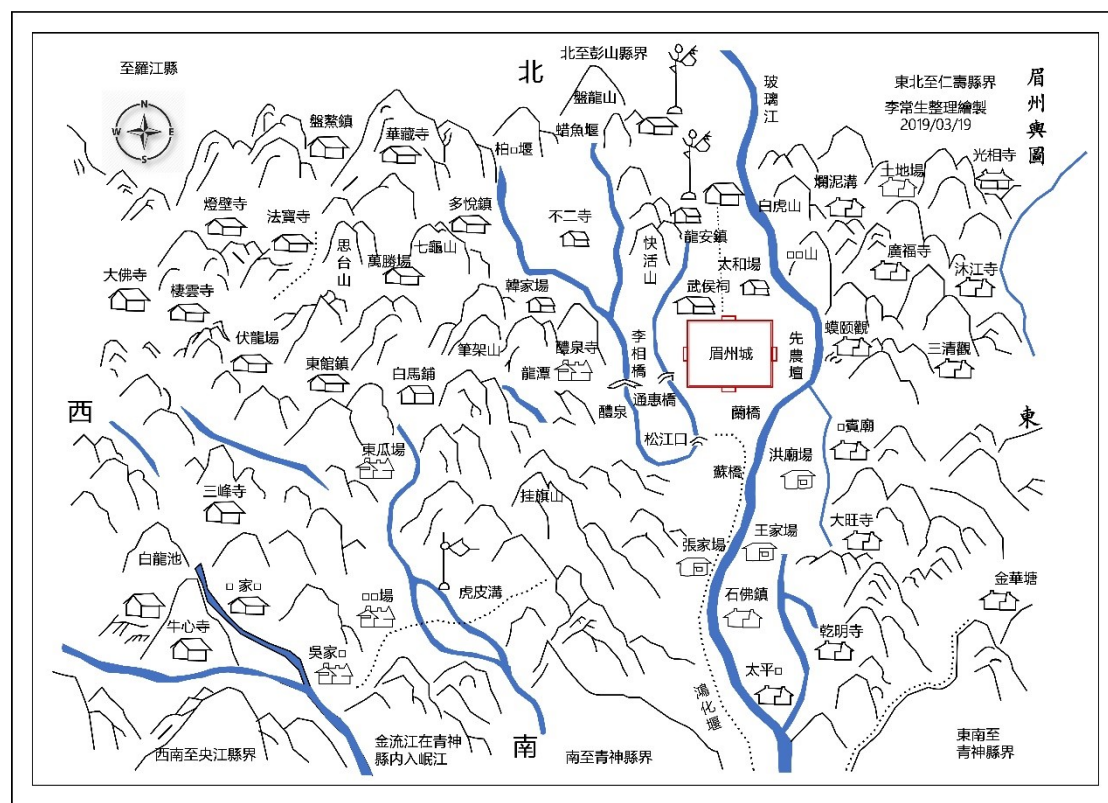 眉州輿圖
東北至仁壽縣界
李常生整理繪製
2019/03/19
北至彭山縣界
北
至羅江縣
N
W
E
S
盤龍山
玻璃江
盤鰲鎮
華藏寺
柏□堰
蜡魚堰
光相寺
土地場
爛泥溝
白虎山
燈壁寺
法寶寺
多悅鎮
不二寺
快活山
龍安鎮
□□山
廣福寺
沐江寺
思台山
七龜山
萬勝場
太和場
大佛寺
棲雲寺
韓家場
武侯祠
伏龍場
東館鎮
白馬鋪
筆架山
龍潭
醴泉寺
李相橋
眉州城
先農壇
蟆颐觀
三清觀
西
醴泉
通惠橋
蘭橋
東
松江口
蘇橋
□賓廟
東瓜場
洪廟場
三峰寺
挂旗山
大旺寺
王家場
張家場
白龍池
□家□
虎皮溝
□□場
石佛鎮
金華塘
牛心寺
吳家□
乾明寺
太平□
鴻化堰
西南至央江縣界
金流江在青神
縣内入岷江
南
南至青神縣界
東南至
青神縣界